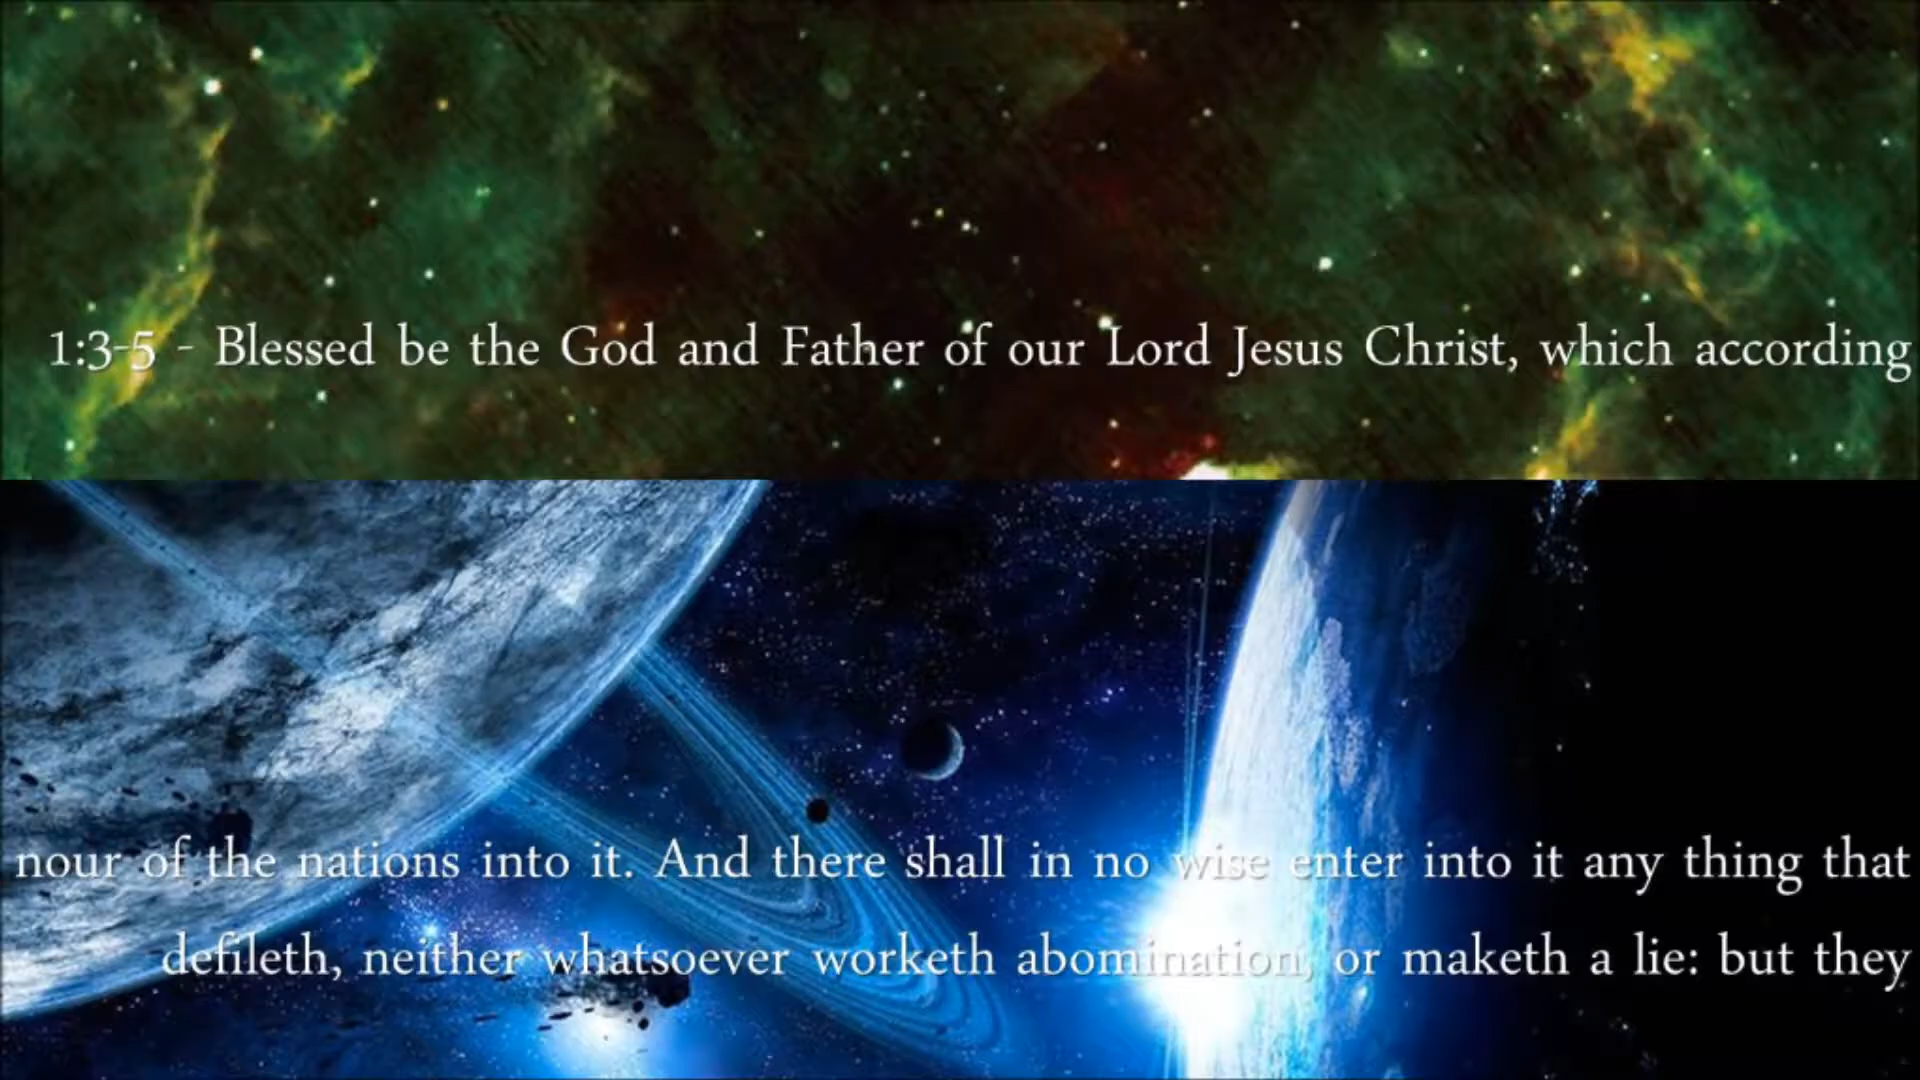 1:3-5 - Blessed be the God and Father of our Lord Jesus Christ, which according
nour of the nations into it. And there shall in no wise enter into it any thing that
defileth, neither whatsoever worketh abomination, or maketh a lie: but they